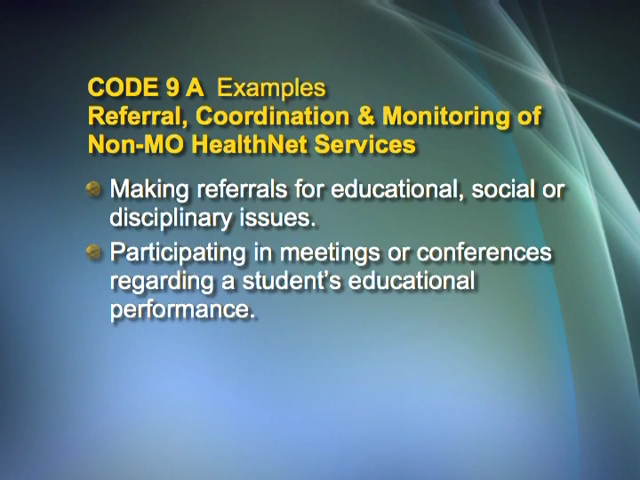 CODE 9 A Examples
Referral, Coordination & Monitoring of
Non-MO HealthNet Services
Making referrals for educational, social or
disciplinary issues.
Participating in meetings or conferences
regarding a student's educational
performance.